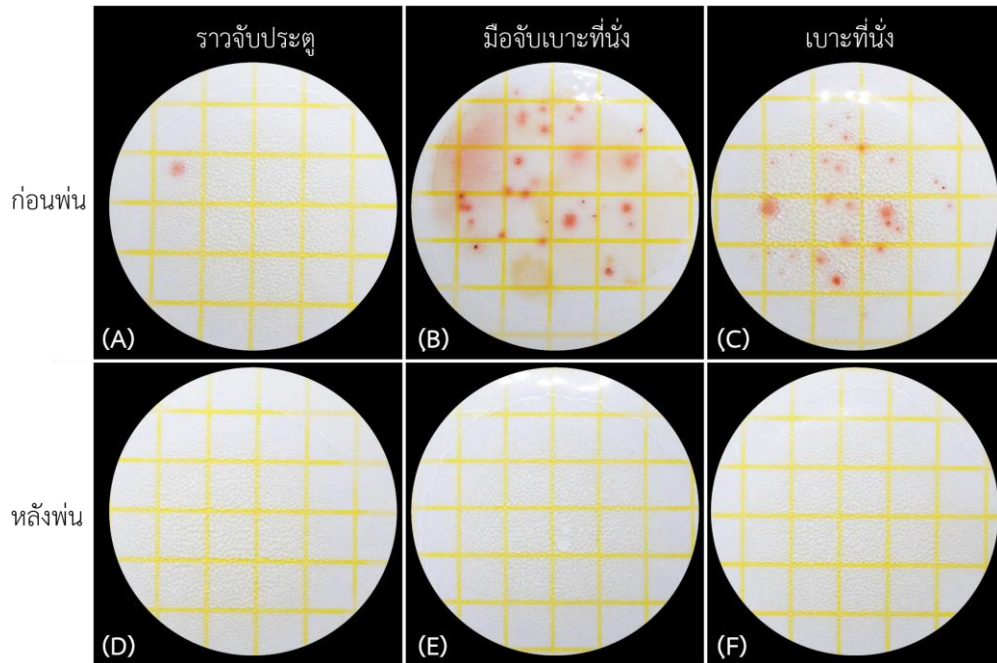 ราวจับประตู
มือจับเบาะที่นั่ง
เบาะที่นั่ง
ก่อนพ่น
(A)
(B)
(C)
หลังพ่น
(D)
(E)
(F)